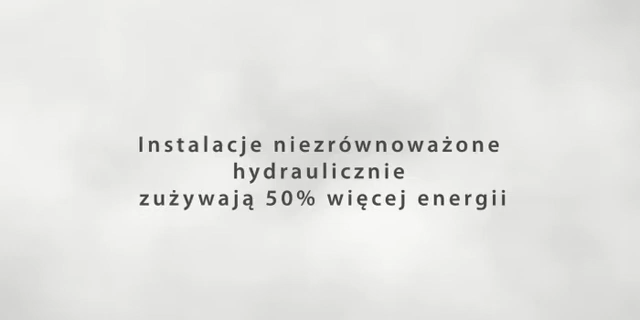 Instalacje niezrównoważone
hydraulicznie
zużywają 50% więcej energii